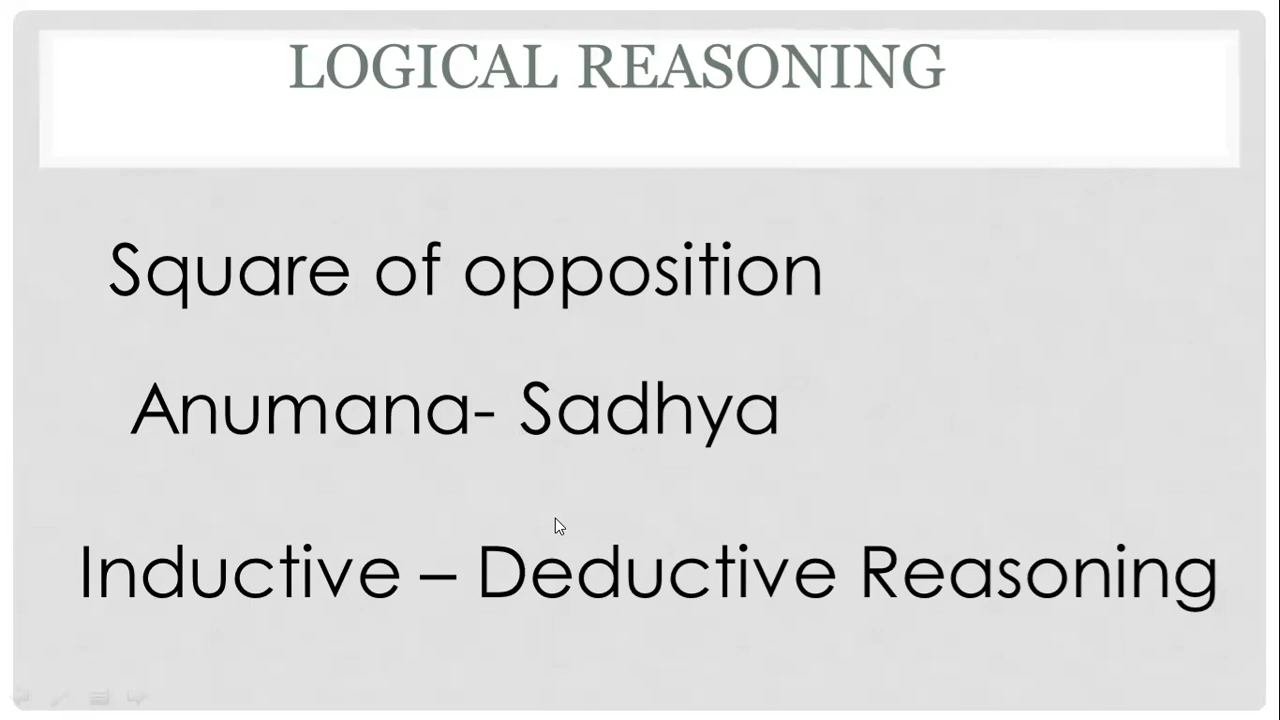 LOGICAL REASONING
Square of opposition
Anumana- Sadhya
Inductive – Deductive Reasoning